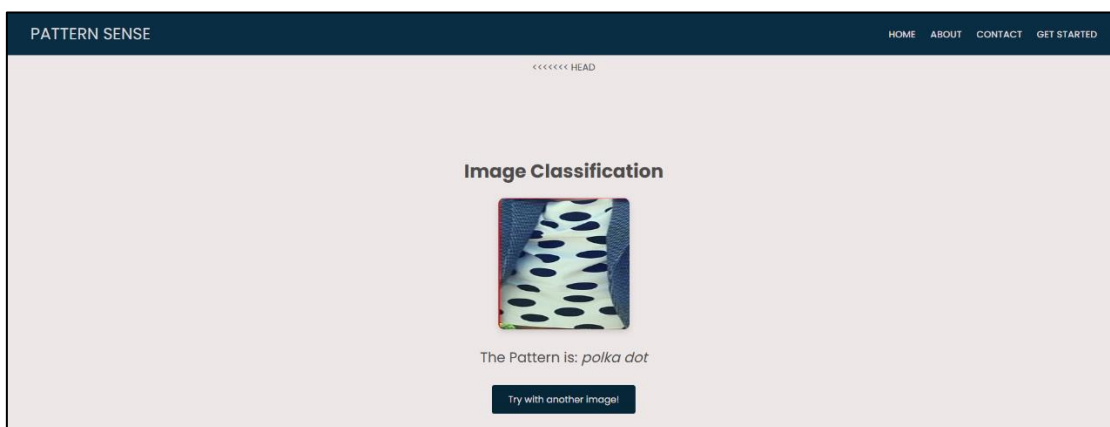 PATTERN SENSE
HOME ABOUT CONTACT GET STARTED
<<<<<<< HEAD
Image Classification
The Pattern is: polka dot
Try with another image!